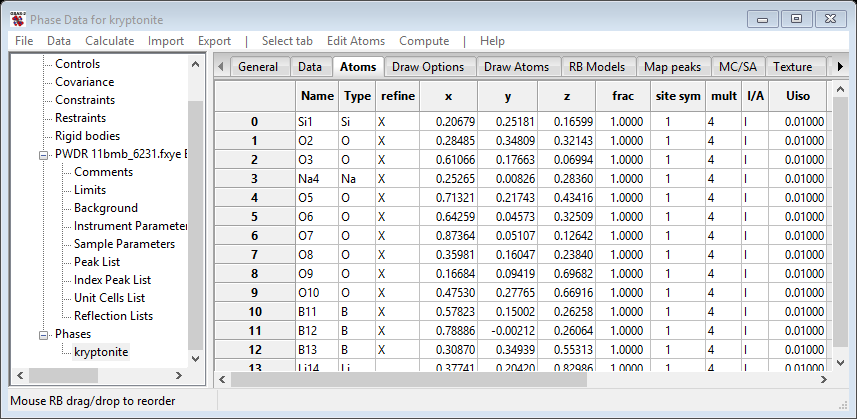 Phase Data for kryptonite
File Data Calculate Import Export | Select tab Edit Atoms Compute | Help
Controls
Covariance
Constraints
Restraints
Rigid bodies
PWDR 11bmb_6231.fxye
Comments
Limits
Background
Instrument Parameter
Sample Parameters
Peak List
Index Peak List
Unit Cells List
Reflection Lists
Phases
kryptonite
General Data Atoms Draw Options Draw Atoms RB Models Map peaks MC/SA Texture
Name Type refine x y z frac site sym mult I/A Uiso
0 Si1 Si X 0.20679 0.25181 0.16599 1.0000 1 4 I 0.01000
1 O2 O X 0.28485 0.34809 0.32143 1.0000 1 4 I 0.01000
2 O3 O X 0.61066 0.17663 0.06994 1.0000 1 4 I 0.01000
3 Na4 Na X 0.25265 0.00826 0.28360 1.0000 1 4 I 0.01000
4 O5 O X 0.71321 0.21743 0.43416 1.0000 1 4 I 0.01000
5 O6 O X 0.64259 0.04573 0.32509 1.0000 1 4 I 0.01000
6 O7 O X 0.87364 0.05107 0.12642 1.0000 1 4 I 0.01000
7 O8 O X 0.35981 0.16047 0.23840 1.0000 1 4 I 0.01000
8 O9 O X 0.16684 0.09419 0.69682 1.0000 1 4 I 0.01000
9 O10 O X 0.47530 0.27765 0.66916 1.0000 1 4 I 0.01000
10 B11 B X 0.57823 0.15002 0.26258 1.0000 1 4 I 0.01000
11 B12 B X 0.78886 -0.00212 0.26064 1.0000 1 4 I 0.01000
12 B13 B X 0.30870 0.34939 0.55313 1.0000 1 4 I 0.01000
13 Li14 Li 0.37741 0.20420 0.82986 1.0000 1 4 I 0.01000
Mouse RB drag/drop to reorder